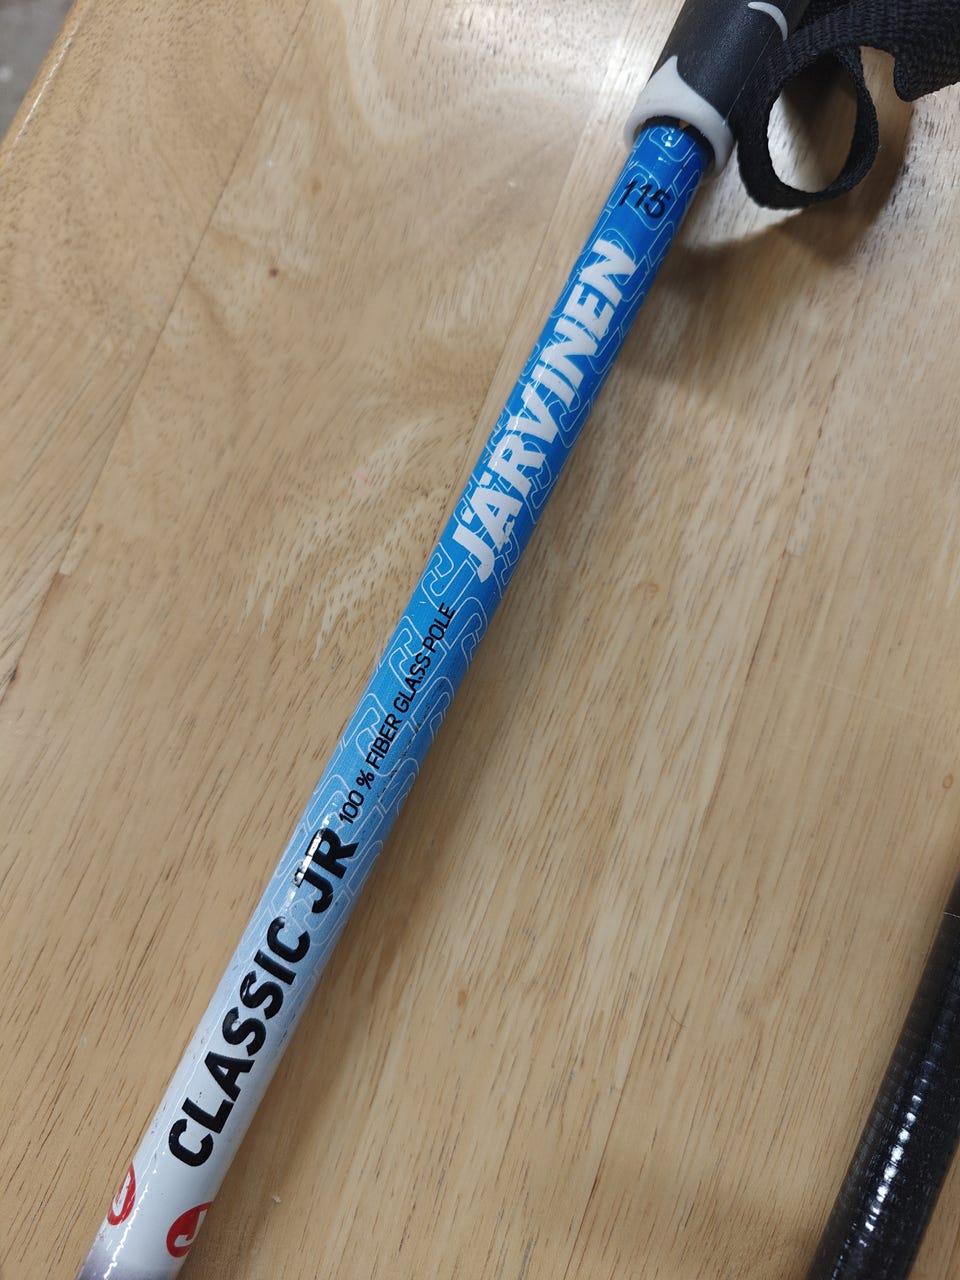 115
JÄRVINEN
100 % FIBER GLASS POLE
CLASSIC JR